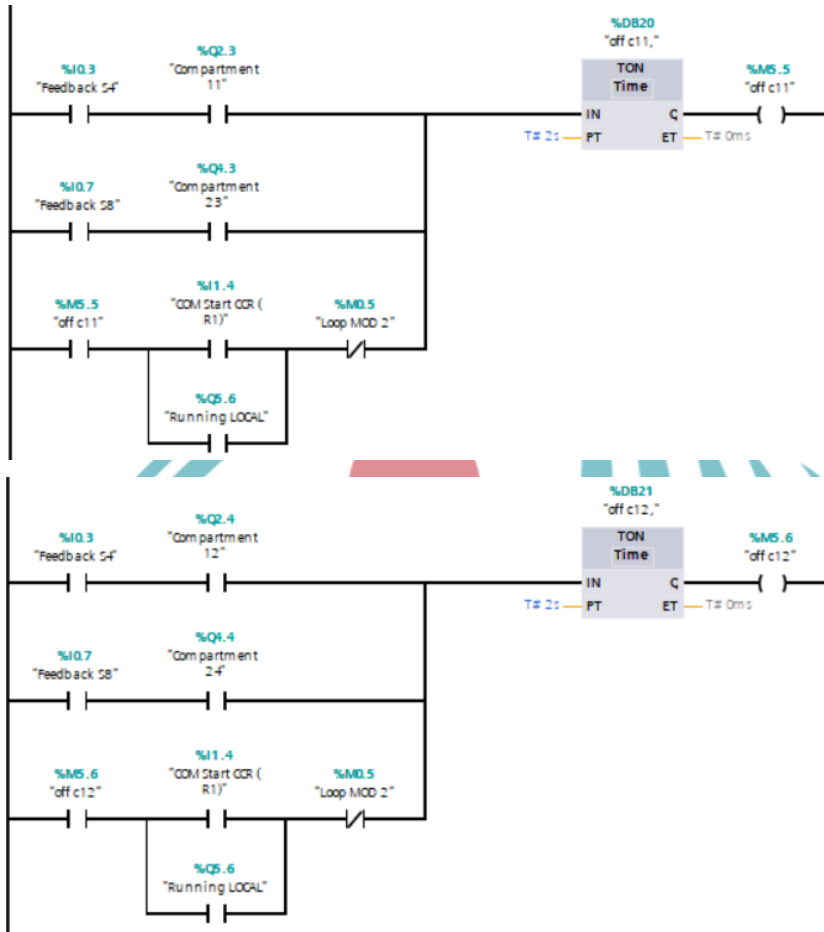 %DB20
"off c11,"
%Q2.3
%I0.3
"Compartment
11"
"Feedback S4"
TON
Time
%M5.5
"off c11"
IN
Q
T# 2s
PT
ET
T# 0ms
%Q4.3
%I0.7
"Compartment
23"
"Feedback S8"
%I1.4
%M5.5
"COM Start CCR (
R1)"
%M0.5
"off c11"
"Loop MOD 2"
%Q5.6
"Running LOCAL"
%DB21
"off c12,"
%Q2.4
%I0.3
"Compartment
12"
"Feedback S4"
TON
Time
%M5.6
"off c12"
IN
Q
T# 2s
PT
ET
T# 0ms
%Q4.4
%I0.7
"Compartment
24"
"Feedback S8"
%I1.4
%M5.6
"COM Start CCR (
R1)"
%M0.5
"off c12"
"Loop MOD 2"
%Q5.6
"Running LOCAL"